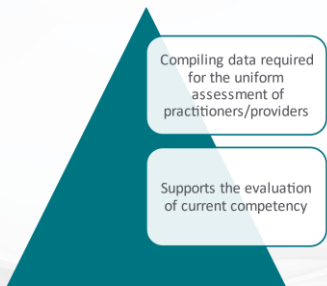 Compiling data required
for the uniform
assessment of
practitioners/providers
Supports the evaluation
of current competency